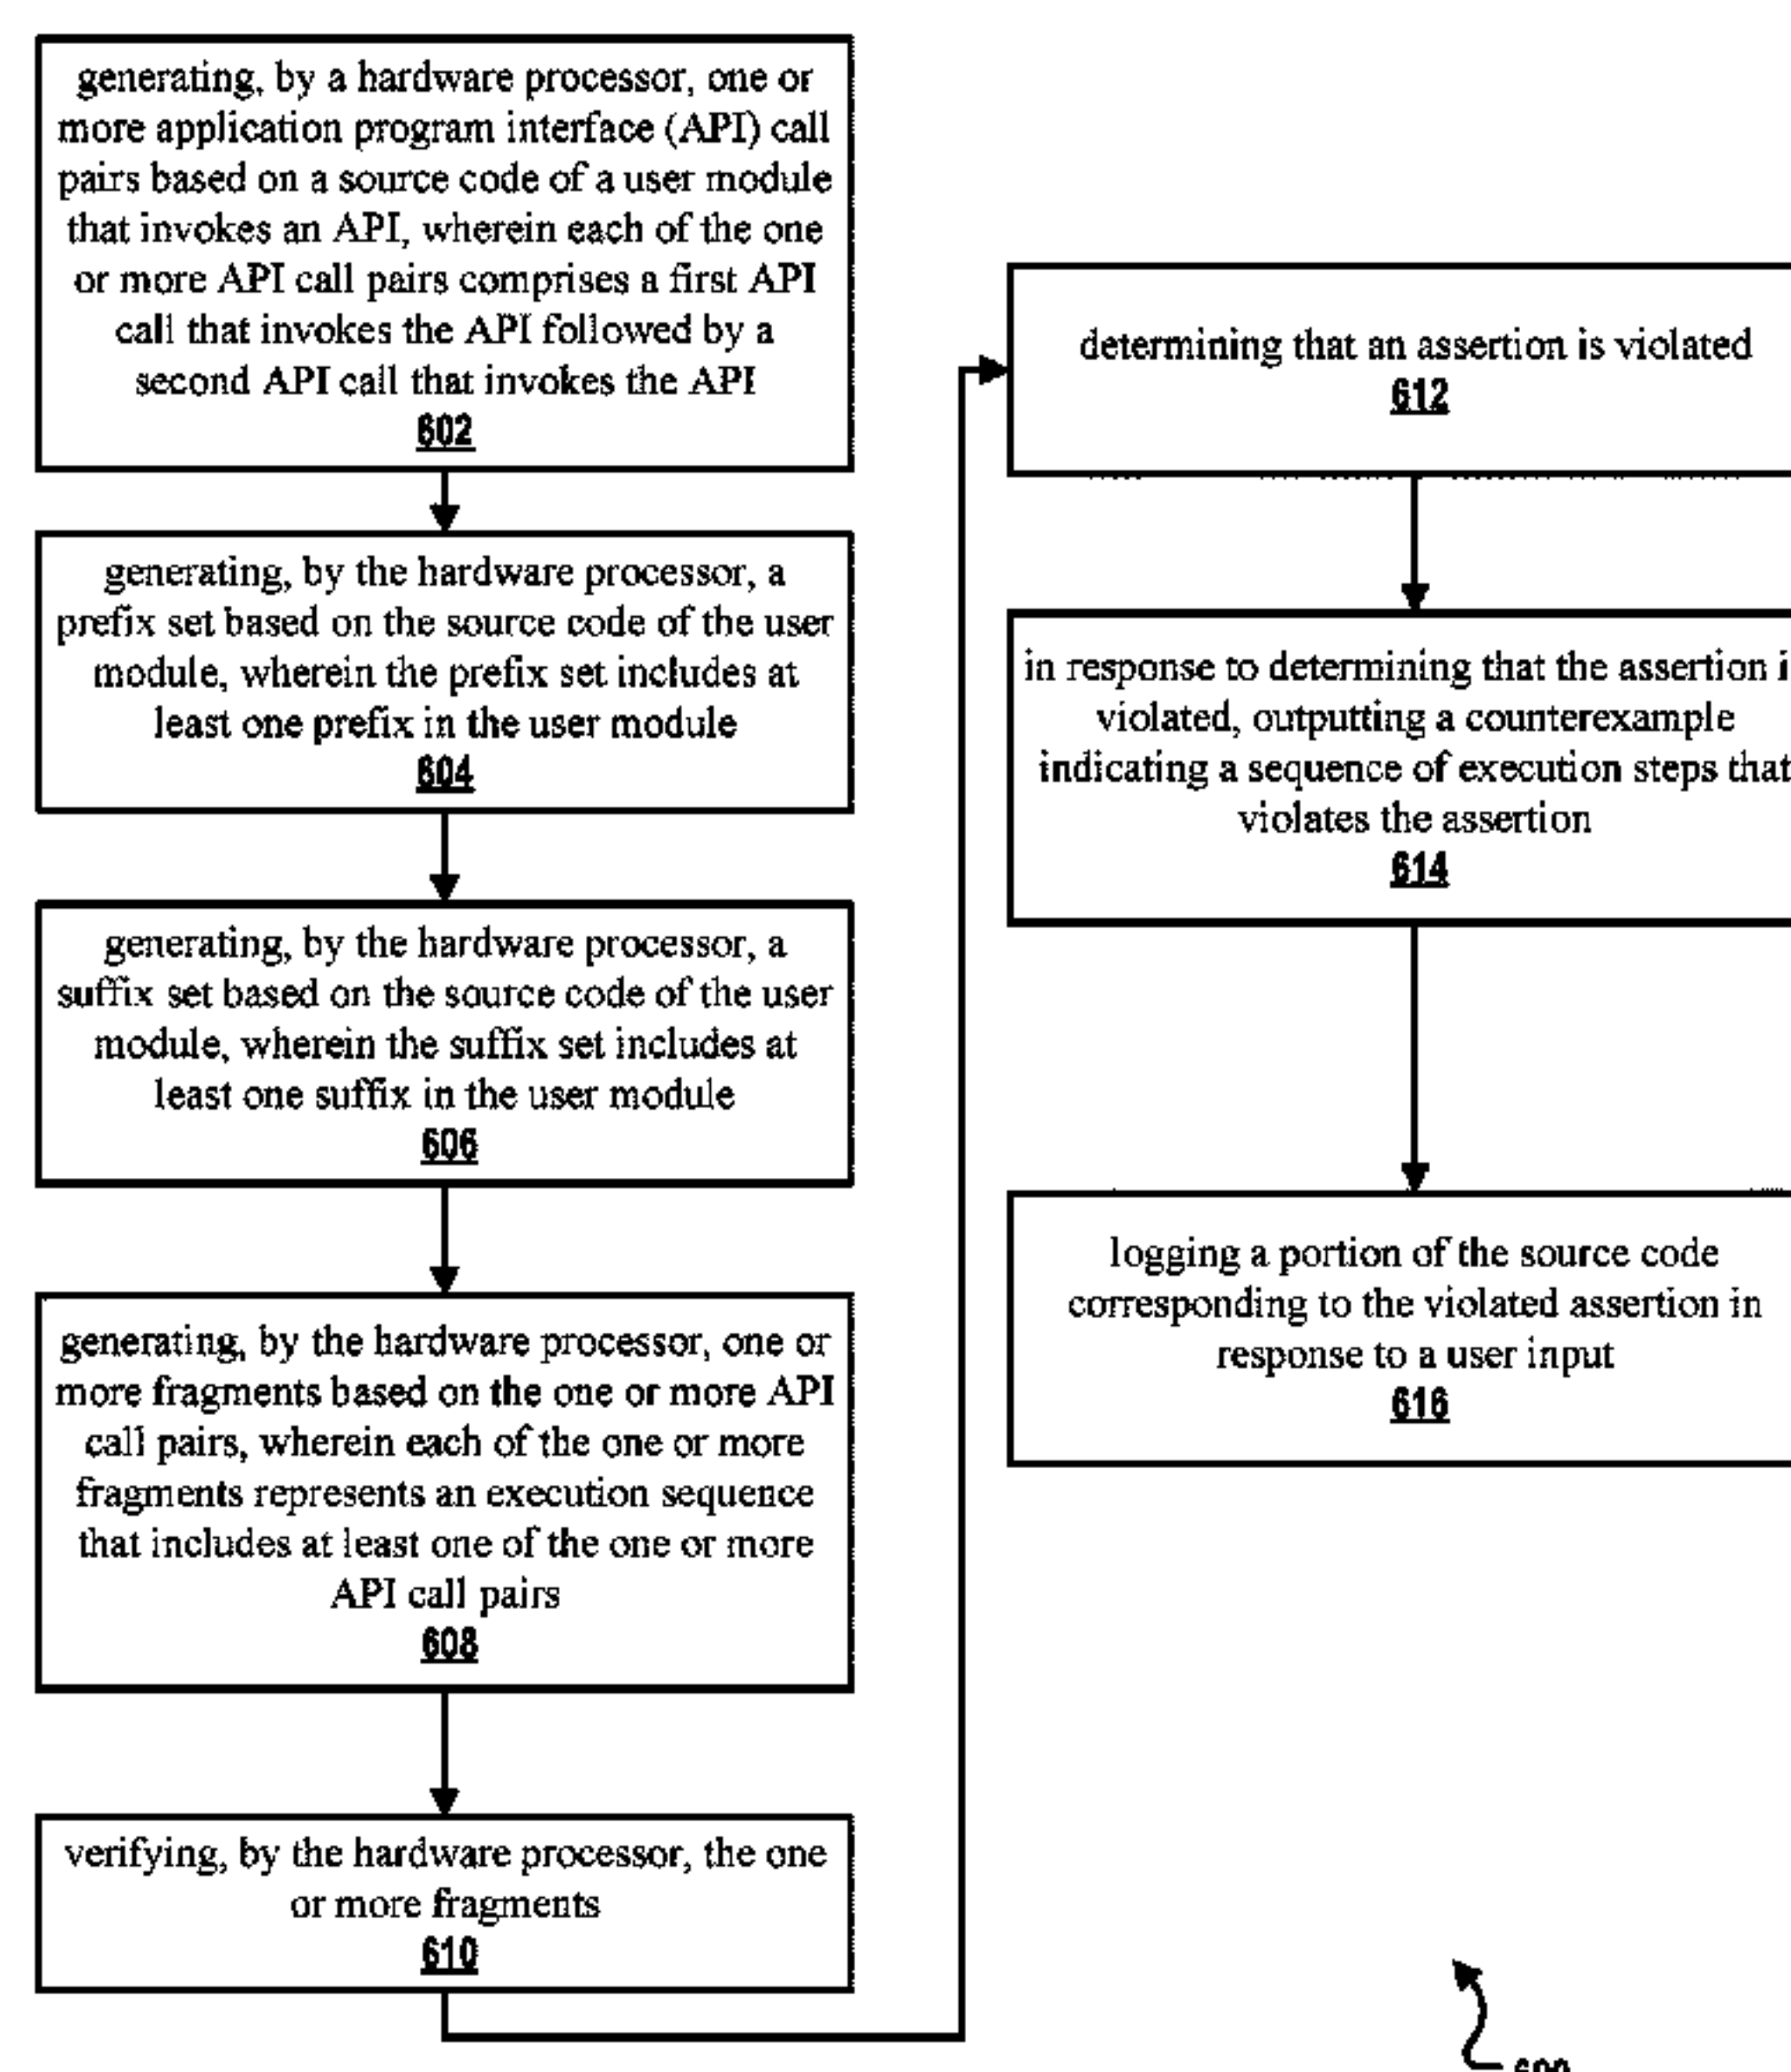 generating, by a hardware processor, one or
more application program interface (API) call
pairs based on a source code of a user module
that invokes an API, wherein each of the one
or more API call pairs comprises a first API
call that invokes the API followed by a
second API call that invokes the API
602
generating, by the hardware processor, a
prefix set based on the source code of the user
module, wherein the prefix set includes at
least one prefix in the user module
604
generating, by the hardware processor, a
suffix set based on the source code of the user
module, wherein the suffix set includes at
least one suffix in the user module
606
generating, by the hardware processor, one or
more fragments based on the one or more API
call pairs, wherein each of the one or more
fragments represents an execution sequence
that includes at least one of the one or more
API call pairs
608
verifying, by the hardware processor, the one
or more fragments
610
determining that an assertion is violated
612
in response to determining that the assertion
violated, outputting a counterexample
indicating a sequence of execution steps that
violates the assertion
614
logging a portion of the source code
corresponding to the violated assertion in
response to a user input
616